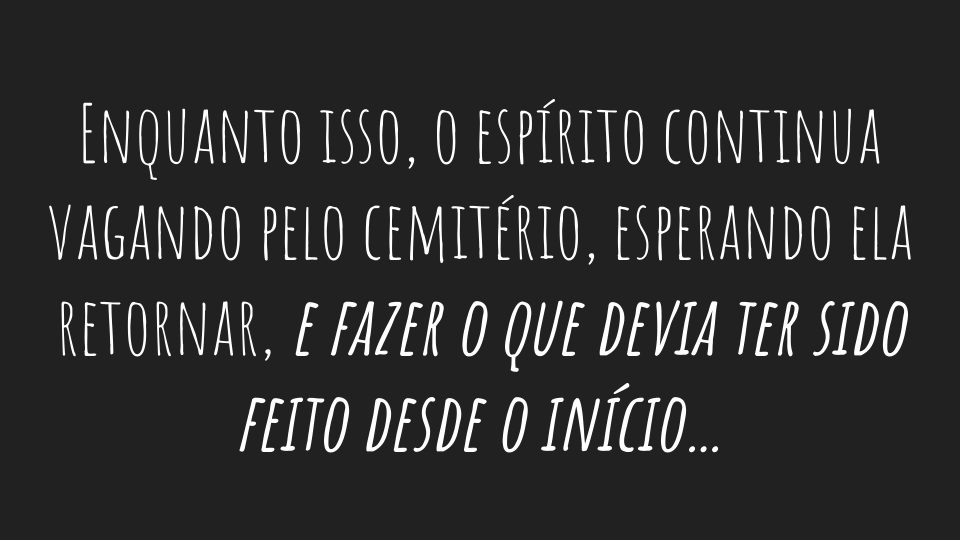 Enquanto isso, o espírito continua
vagando pelo cemitério, esperando ela
retornar, e fazer o que devia ter sido
feito desde o início...